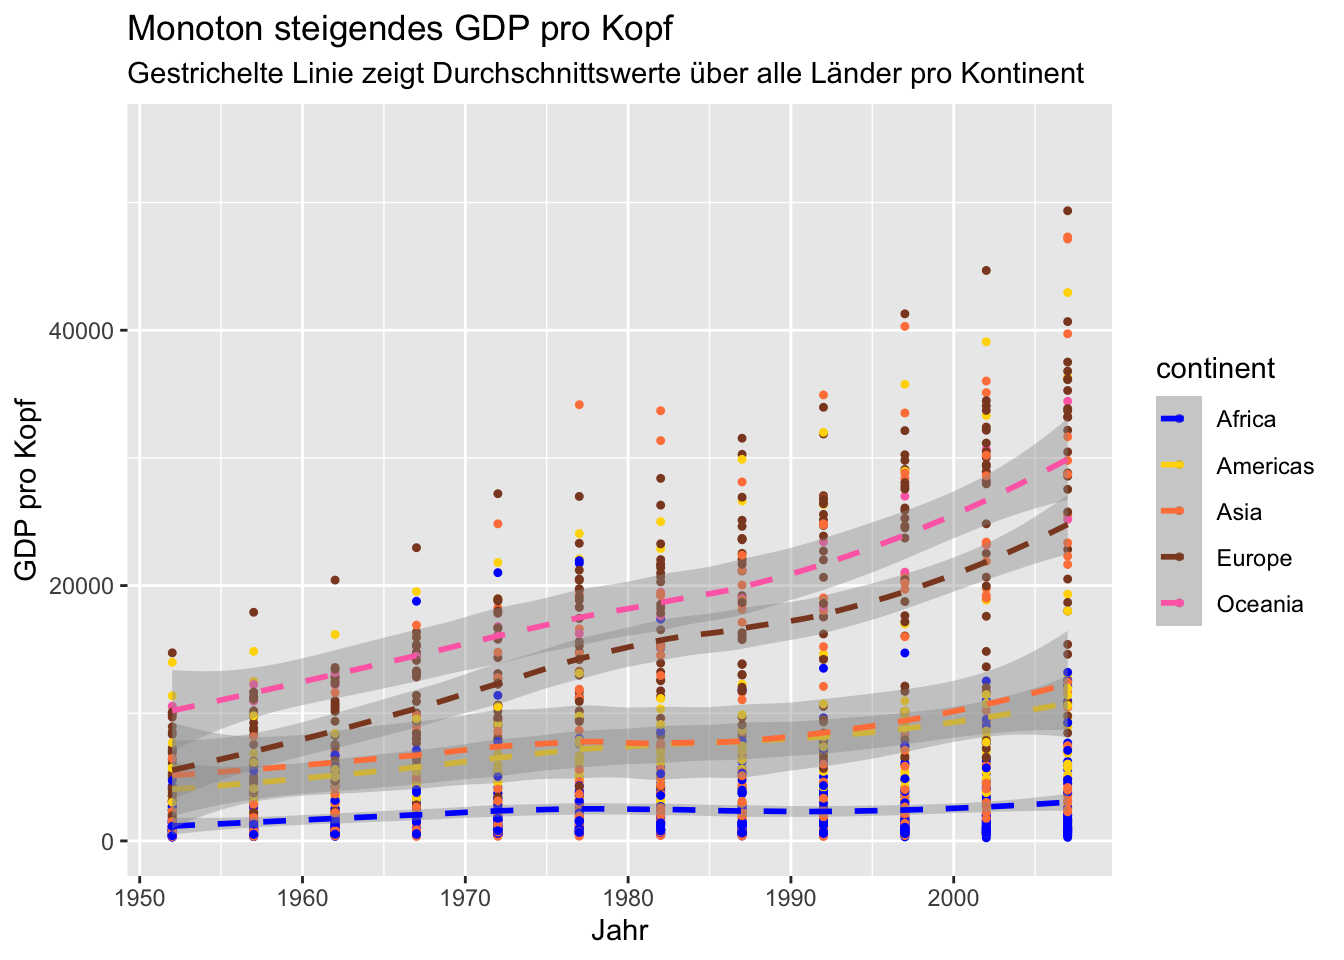 Monoton steigendes GDP pro Kopf
Gestrichelte Linie zeigt Durchschnittswerte über alle Länder pro Kontinent
GDP pro Kopf
40000
20000
0
1950 1960 1970 1980 1990 2000
Jahr
continent
Africa
Americas
Asia
Europe
Oceania